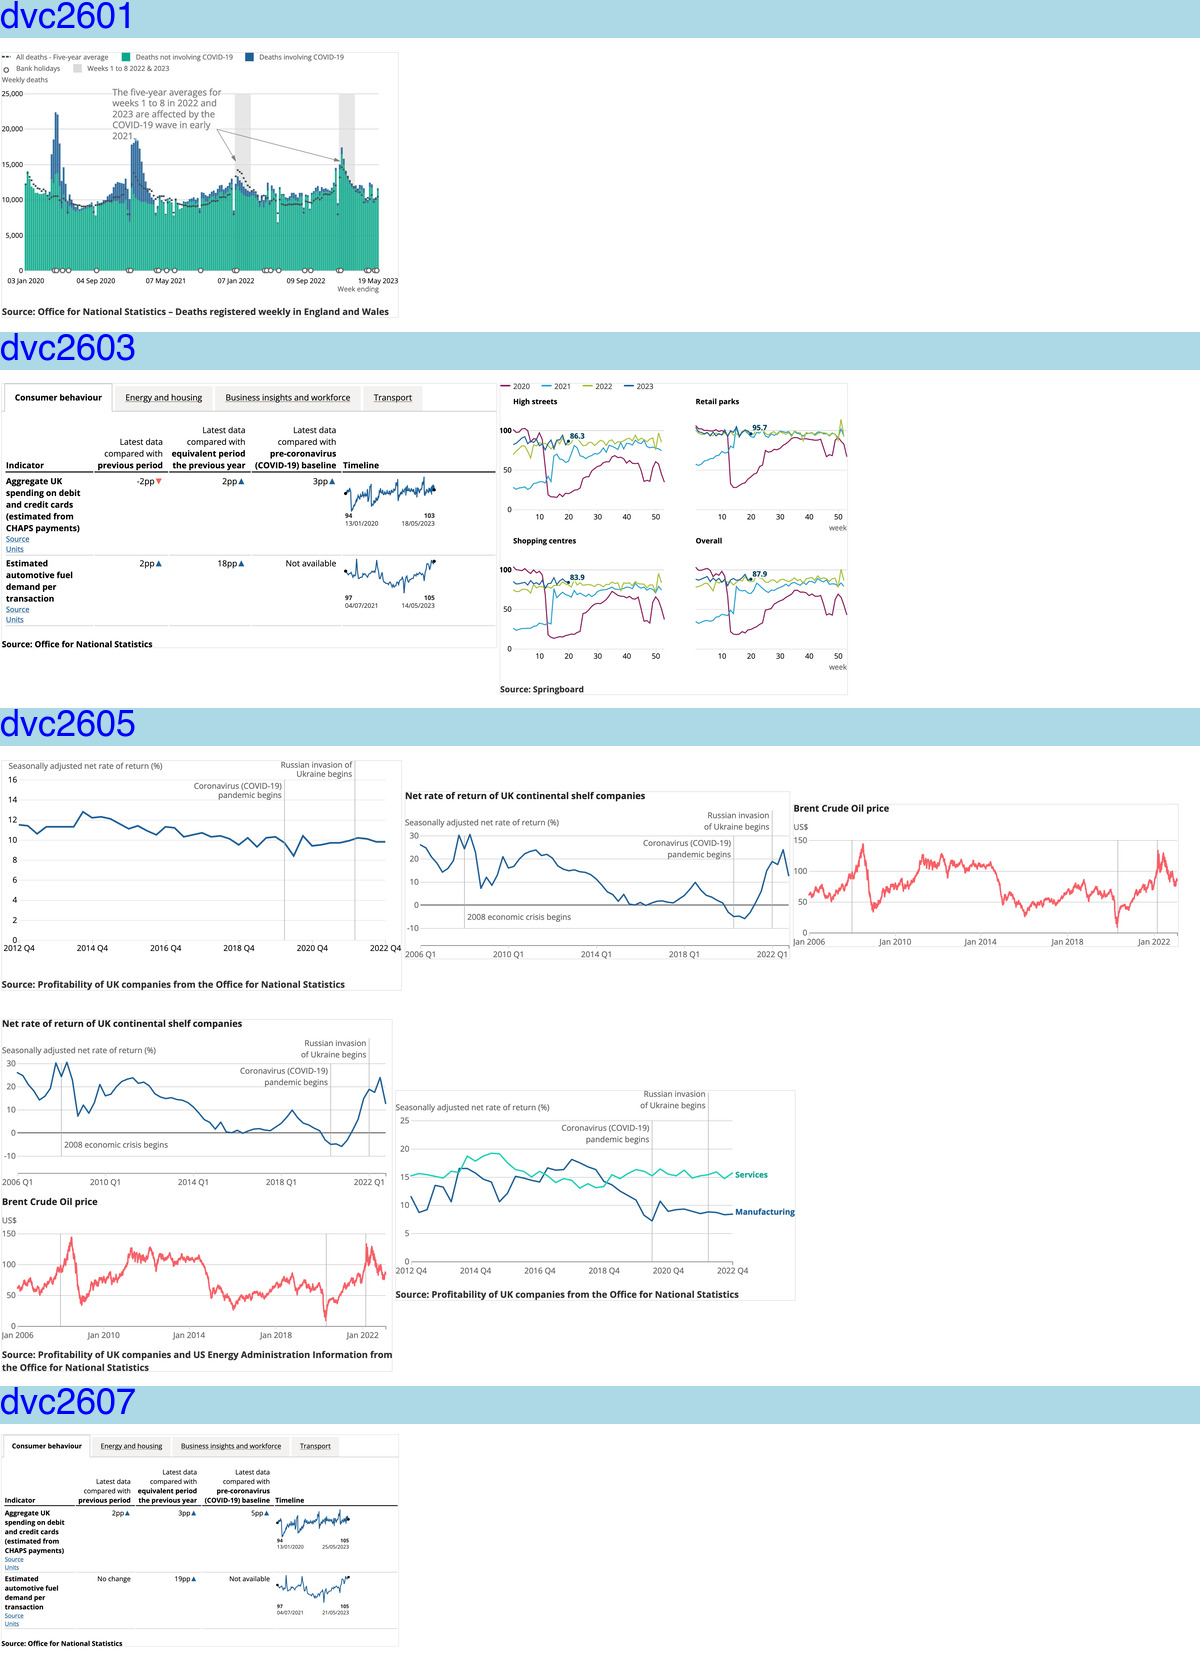 dvc2601
All deaths - Five-year average Deaths not involving COVID-19 Deaths involving COVID-19
Bank holidays Weeks 1 to 8 2022 & 2023
Weekly deaths
25,000
The five-year averages for
weeks 1 to 8 in 2022 and
2023 are affected by the
COVID-19 wave in early
2021.
20,000
15,000
10,000
5,000
0
03 Jan 2020 04 Sep 2020 07 May 2021 07 Jan 2022 09 Sep 2022 19 May 2023
Week ending
Source: Office for National Statistics – Deaths registered weekly in England and Wales
dvc2603
Consumer behaviour Energy and housing Business insights and workforce Transport
Indicator
Latest data
compared with
previous period
Latest data
compared with
equivalent period
the previous year
Latest data
compared with
pre-coronavirus
(COVID-19) baseline
Timeline
Aggregate UK
spending on debit
and credit cards
(estimated from
CHAPS payments)
Source
Units
-2pp 2pp 3pp
94 103
13/01/2020 18/05/2023
Estimated
automotive fuel
demand per
transaction
Source
Units
2pp 18pp Not available
97 105
04/07/2021 14/05/2023
Source: Office for National Statistics
2020 2021 2022 2023
High streets
100
50
0
86.3
10 20 30 40 50
Retail parks
95.7
10 20 30 40 50
week
Shopping centres
100
50
0
83.9
10 20 30 40 50
Overall
87.9
10 20 30 40 50
week
Source: Springboard
dvc2605
Seasonally adjusted net rate of return (%)
Russian invasion of
Ukraine begins
Coronavirus (COVID-19)
pandemic begins
16
14
12
10
8
6
4
2
0
2012 Q4 2014 Q4 2016 Q4 2018 Q4 2020 Q4 2022 Q4
Source: Profitability of UK companies from the Office for National Statistics
Net rate of return of UK continental shelf companies
Russian invasion
of Ukraine begins
Seasonally adjusted net rate of return (%)
Coronavirus (COVID-19)
pandemic begins
30
20
10
0
-10
2008 economic crisis begins
2006 Q1 2010 Q1 2014 Q1 2018 Q1 2022 Q1
Brent Crude Oil price
US$
150
100
50
0
Jan 2006 Jan 2010 Jan 2014 Jan 2018 Jan 2022
Net rate of return of UK continental shelf companies
Russian invasion
of Ukraine begins
Seasonally adjusted net rate of return (%)
Coronavirus (COVID-19)
pandemic begins
30
20
10
0
-10
2008 economic crisis begins
2006 Q1 2010 Q1 2014 Q1 2018 Q1 2022 Q1
Brent Crude Oil price
US$
150
100
50
0
Jan 2006 Jan 2010 Jan 2014 Jan 2018 Jan 2022
Source: Profitability of UK companies and US Energy Administration Information from
the Office for National Statistics
Russian invasion
of Ukraine begins
Seasonally adjusted net rate of return (%)
Coronavirus (COVID-19)
pandemic begins
25
20
15
10
5
0
Services
Manufacturing
2012 Q4 2014 Q4 2016 Q4 2018 Q4 2020 Q4 2022 Q4
Source: Profitability of UK companies from the Office for National Statistics
dvc2607
Consumer behaviour Energy and housing Business insights and workforce Transport
Indicator
Latest data
compared with
previous period
Latest data
compared with
equivalent period
the previous year
Latest data
compared with
pre-coronavirus
(COVID-19) baseline
Timeline
Aggregate UK
spending on debit
and credit cards
(estimated from
CHAPS payments)
Source
Units
2pp 3pp 5pp
94 105
13/01/2020 25/05/2023
Estimated
automotive fuel
demand per
transaction
Source
Units
No change 19pp Not available
97 105
04/07/2021 21/05/2023
Source: Office for National Statistics